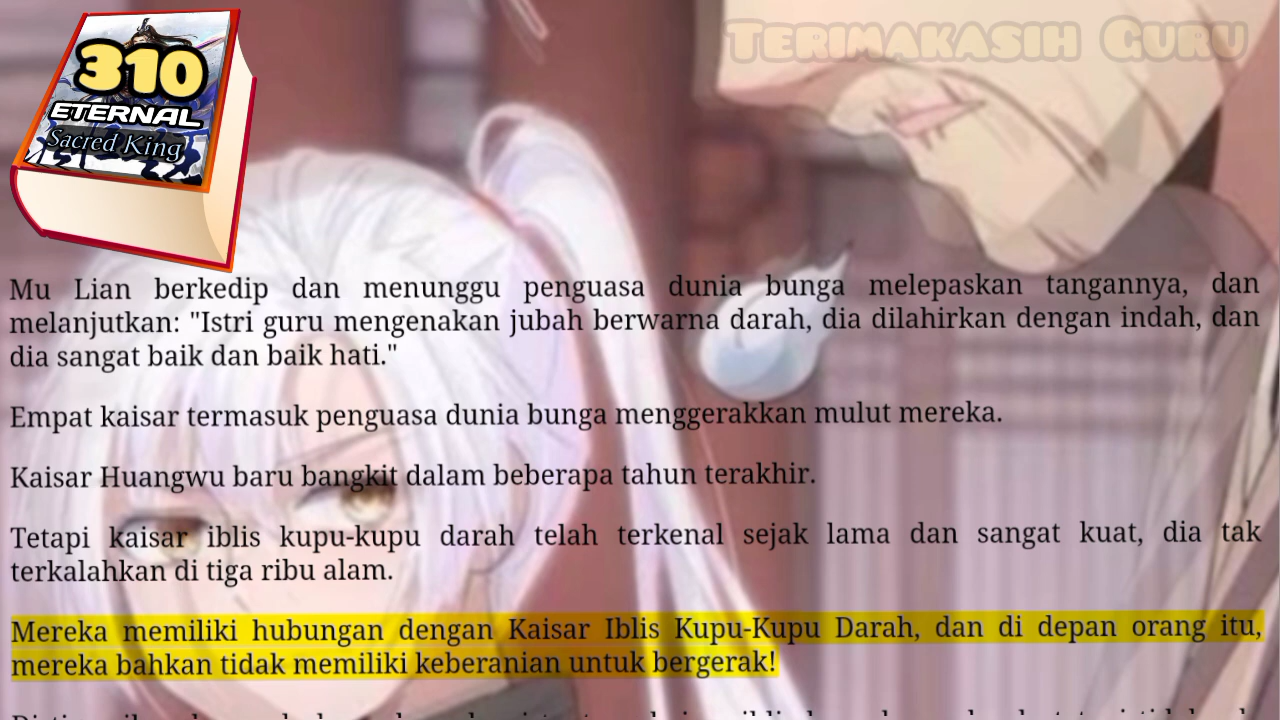 TERIMAKASIH GURU
310
ETERNAL
Sacred King
Mu Lian berkedip dan menunggu penguasa dunia bunga melepaskan tangannya, dan
melanjutkan: "Istri guru mengenakan jubah berwarna darah, dia dilahirkan dengan indah, dan
dia sangat baik dan baik hati."
Empat kaisar termasuk penguasa dunia bunga menggerakkan mulut mereka.
Kaisar Huangwu baru bangkit dalam beberapa tahun terakhir.
Tetapi kaisar iblis kupu-kupu darah telah terkenal sejak lama dan sangat kuat, dia tak
terkalahkan di tiga ribu alam.
Mereka memiliki hubungan dengan Kaisar Iblis Kupu-Kupu Darah, dan di depan orang itu,
mereka bahkan tidak memiliki keberanian untuk bergerak!